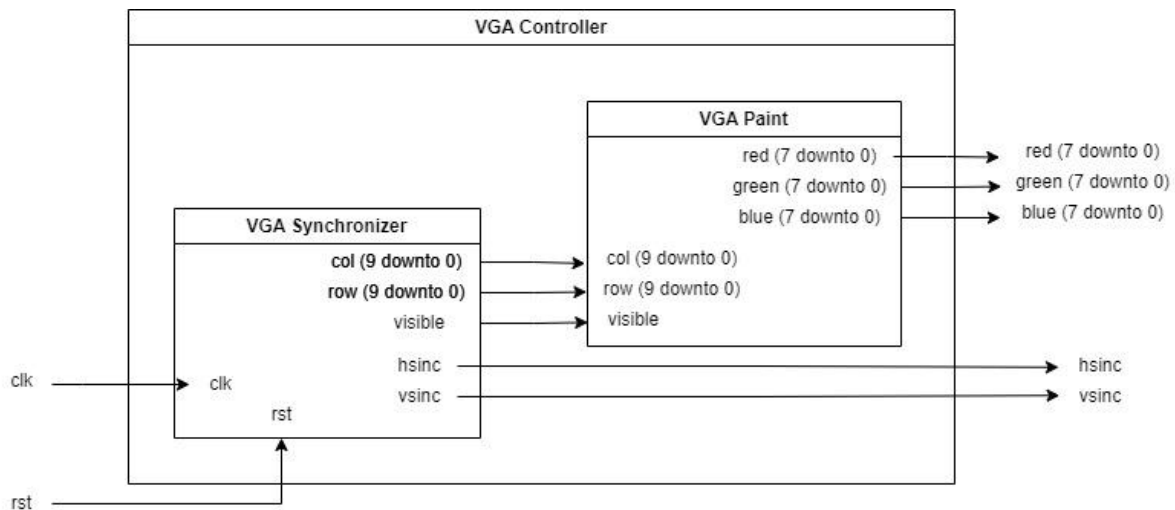 VGA Controller
VGA Paint
red (7 downto 0)
green (7 downto 0)
blue (7 downto 0)
red (7 downto 0)
green (7 downto 0)
blue (7 downto 0)
VGA Synchronizer
col (9 downto 0)
row (9 downto 0)
visible
col (9 downto 0)
row (9 downto 0)
visible
hsinc
vsinc
hsinc
vsinc
clk
clk
rst
rst